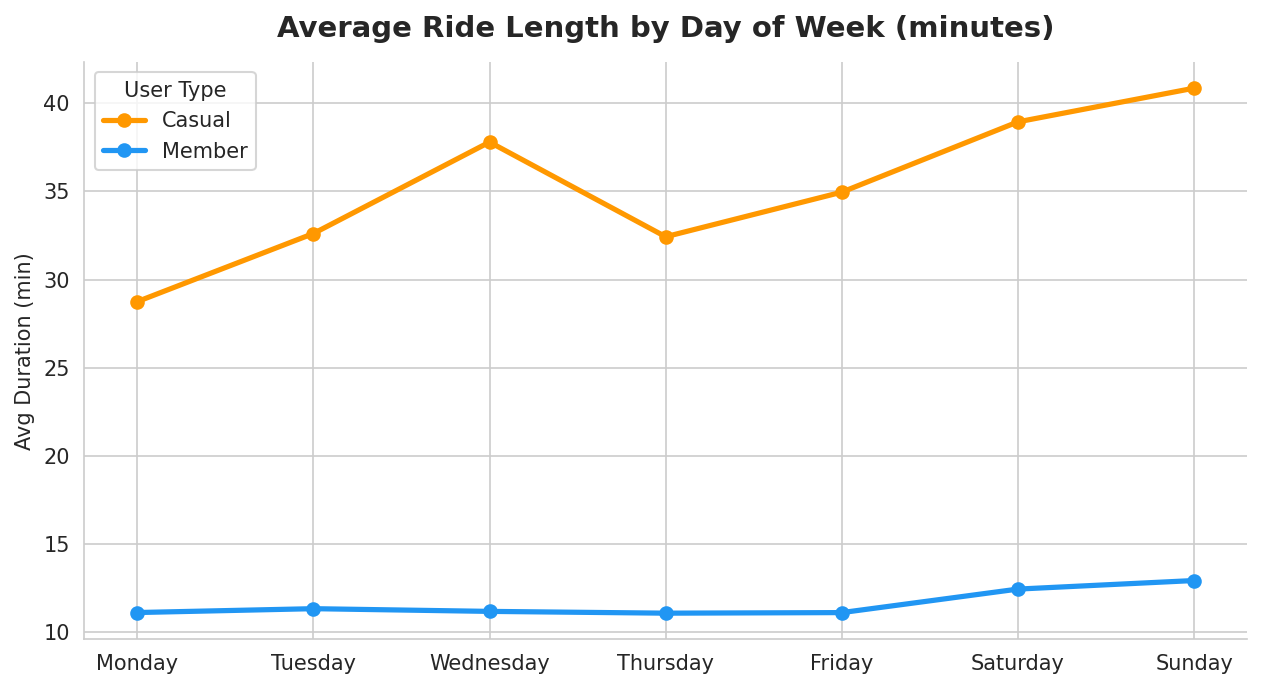 Average Ride Length by Day of Week (minutes)
User Type
Casual
Member
Avg Duration (min)
40
35
30
25
20
15
10
Monday Tuesday Wednesday Thursday Friday Saturday Sunday